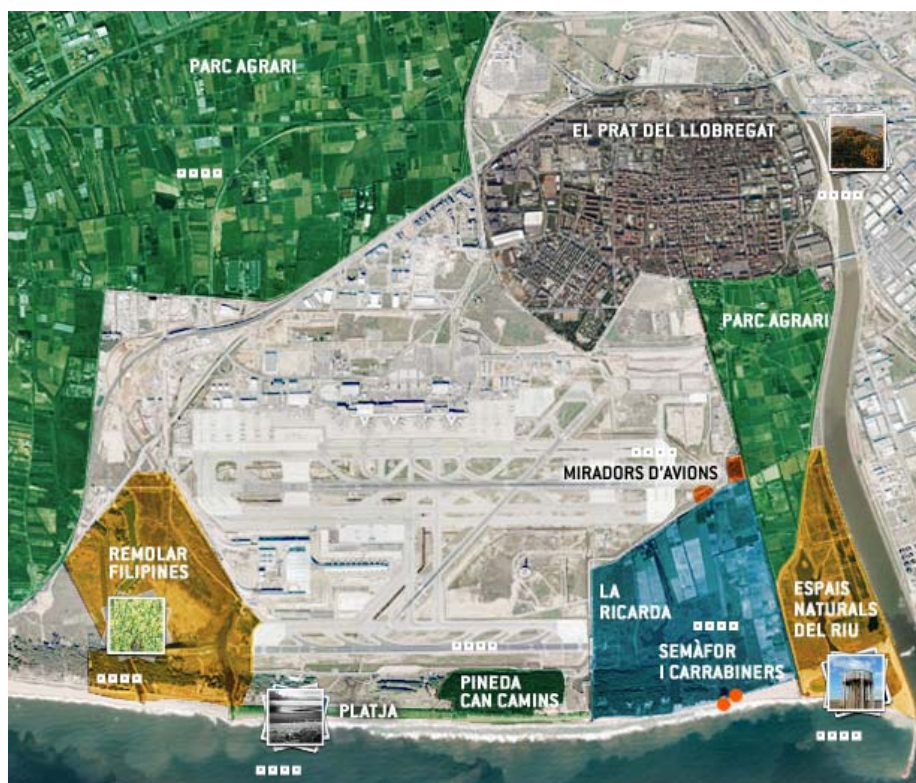 PARC AGRARI
EL PRAT DEL LLOBREGAT
PARC AGRARI
MIRADORS D'AVIONS
REMOLAR
FILIPINES
LA
RICARDA
ESPAIS
NATURALS
DEL RIU
SEMÀFOR
I CARRABINERS
PINEDA
CAN CAMINS
PLATJA